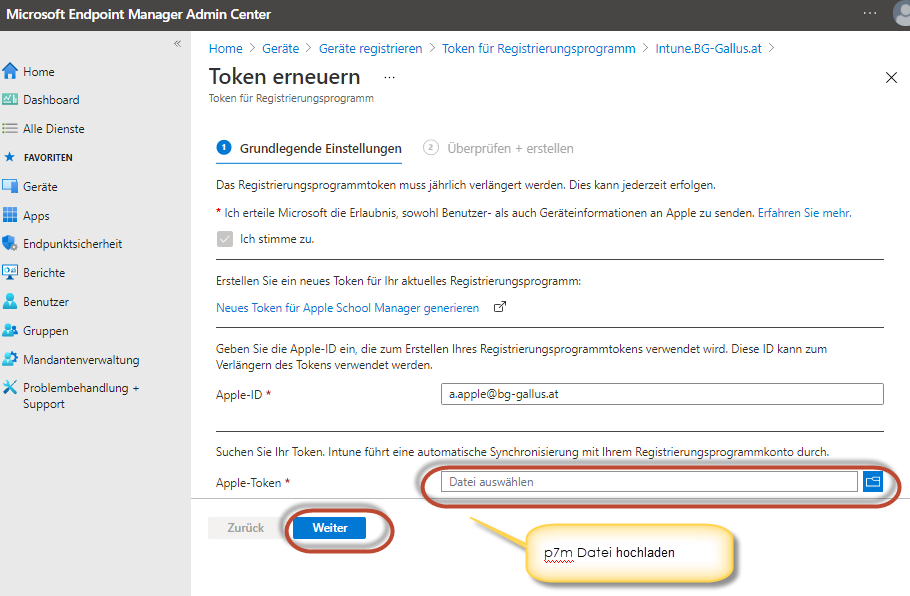 Microsoft Endpoint Manager Admin Center
Home > Geräte > Geräte registrieren > Token für Registrierungsprogramm > Intune.BG-Gallus.at >
Token erneuern
Token für Registrierungsprogramm
Home
Dashboard
Alle Dienste
FAVORITEN
Geräte
Apps
Endpunktsicherheit
Berichte
Benutzer
Gruppen
Mandantenverwaltung
Problembehandlung +
Support
1 Grundlegende Einstellungen
2 Überprüfen + erstellen
Das Registrierungsprogrammtoken muss jährlich verlängert werden. Dies kann jederzeit erfolgen.
* Ich erteile Microsoft die Erlaubnis, sowohl Benutzer- als auch Geräteinformationen an Apple zu senden. Erfahren Sie mehr.
Ich stimme zu.
Erstellen Sie ein neues Token für Ihr aktuelles Registrierungsprogramm:
Neues Token für Apple School Manager generieren
Geben Sie die Apple-ID ein, die zum Erstellen Ihres Registrierungsprogrammtokens verwendet wird. Diese ID kann zum
Verlängern des Tokens verwendet werden.
Apple-ID * a.apple@bg-gallus.at
Suchen Sie Ihr Token. Intune führt eine automatische Synchronisierung mit Ihrem Registrierungsprogrammkonto durch.
Apple-Token * Datei auswählen
Zurück Weiter
p7m Datei hochladen